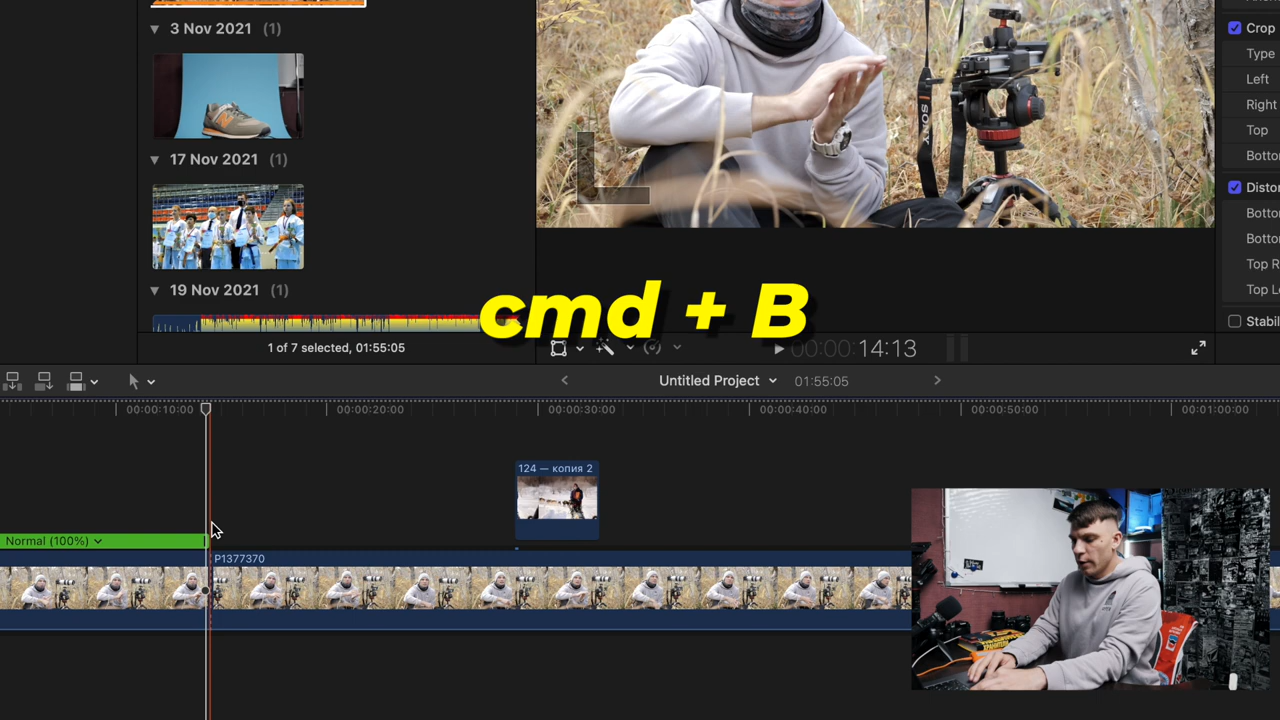 3 Nov 2021 (1)
17 Nov 2021 (1)
19 Nov 2021 (1)
1 of 7 selected, 01:55:05
SONY
cmd + B
00:00:14:13
Crop
Type
Left
Right
Top
Botto
Distor
Botto
Botto
Top R
Top L
Stabil
Untitled Project
01:55:05
00:00:10:00
00:00:20:00
00:00:30:00
00:00:40:00
00:00:50:00
00:01:00:00
124 — копия 2
Normal (100%)
P1377370